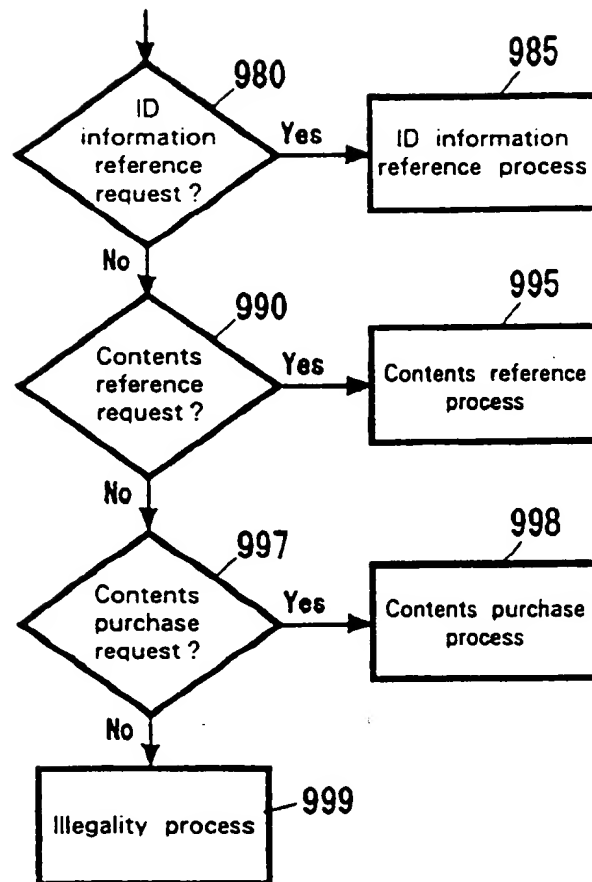 980
ID
information
reference
request ?
Yes
985
ID information
reference process
No
990
Contents
reference
request ?
Yes
995
Contents reference
process
No
997
Contents
purchase
request ?
Yes
998
Contents purchase
process
No
Illegality process
999